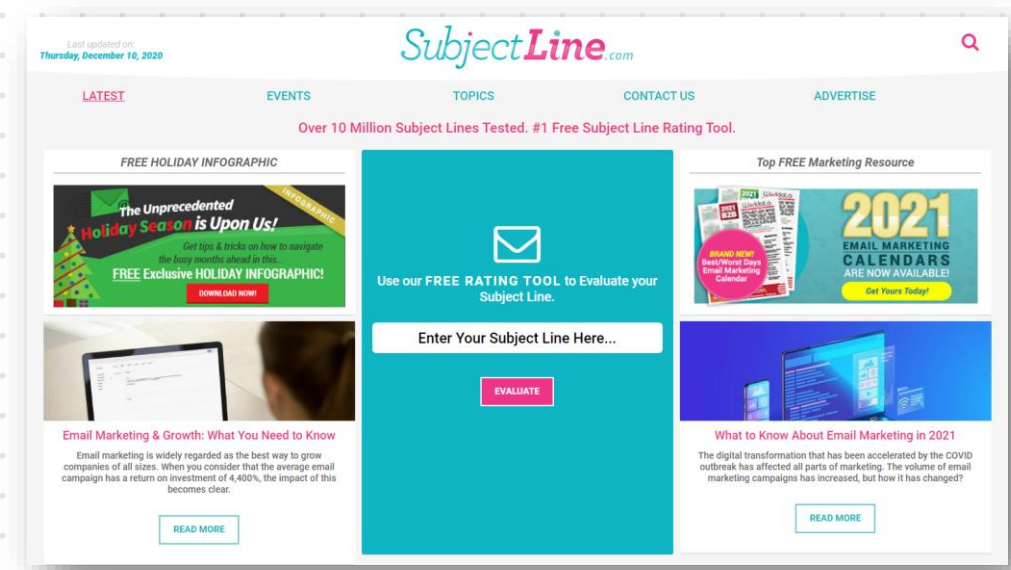 Last updated on:
Thursday, December 10, 2020
SubjectLine.com
LATEST
EVENTS
TOPICS
CONTACT US
ADVERTISE
Over 10 Million Subject Lines Tested. #1 Free Subject Line Rating Tool.
FREE HOLIDAY INFOGRAPHIC
INFOGRAPHIC
The Unprecedented
Holiday Season is Upon Us!
Get tips & tricks on how to navigate
the busy months ahead in this...
FREE Exclusive HOLIDAY INFOGRAPHIC!
DOWNLOAD NOW!
Email Marketing & Growth: What You Need to Know
Email marketing is widely regarded as the best way to grow
companies of all sizes. When you consider that the average email
campaign has a return on investment of 4,400%, the impact of this
becomes clear.
READ MORE
Use our FREE RATING TOOL to Evaluate your
Subject Line.
Enter Your Subject Line Here...
EVALUATE
Top FREE Marketing Resource
2021
B2B
2021
BRAND NEW!
Best/Worst Days
Email Marketing
Calendar
2021
EMAIL MARKETING
CALENDARS
ARE NOW AVAILABLE!
Get Yours Today!
What to Know About Email Marketing in 2021
The digital transformation that has been accelerated by the COVID
outbreak has affected all parts of marketing. The volume of email
marketing campaigns has increased, but how it has changed?
READ MORE